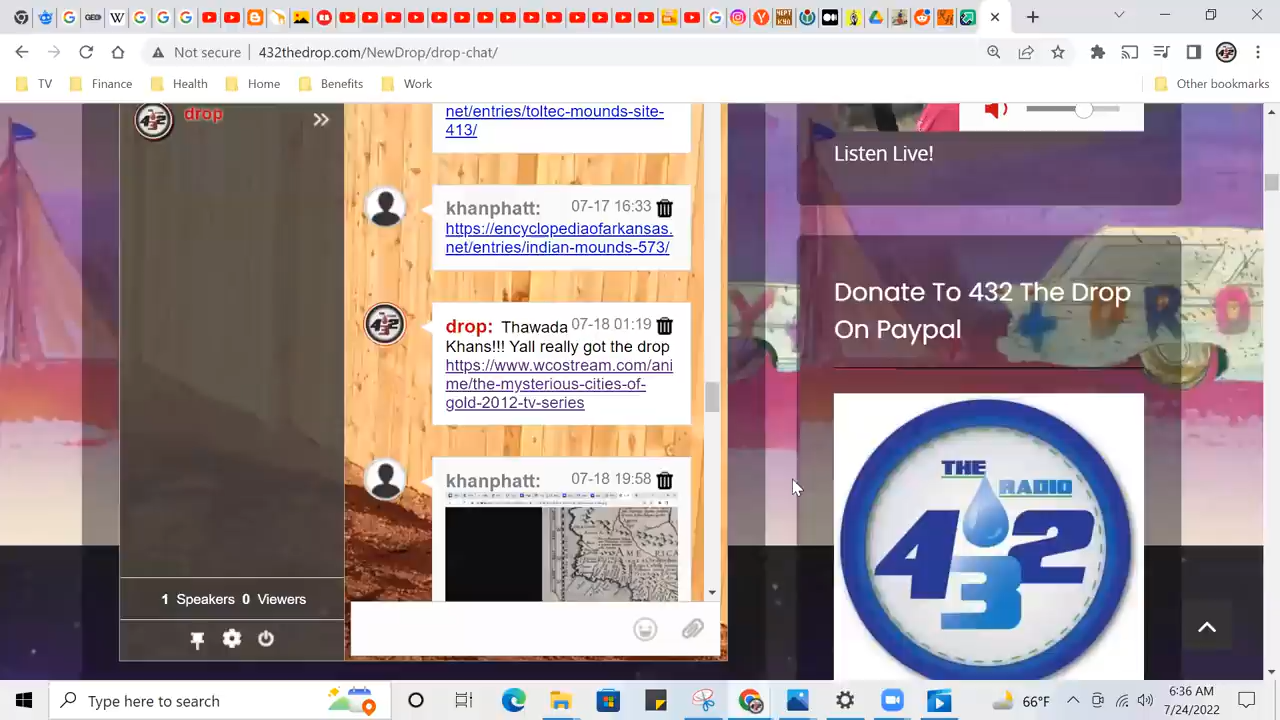 Not secure
432thedrop.com/NewDrop/drop-chat/
TV
Finance
Health
Home
Benefits
Work
Other bookmarks
drop
net/entries/toltec-mounds-site-
413/
khanphatt:
07-17 16:33
https://encyclopediaofarkansas.
net/entries/indian-mounds-573/
drop: Thawada 07-18 01:19
Khans!!! Yall really got the drop
https://www.wcostream.com/ani
me/the-mysterious-cities-of-
gold-2012-tv-series
khanphatt:
07-18 19:58
AME RICA
1 Speakers 0 Viewers
Listen Live!
Donate To 432 The Drop
On Paypal
THE
RADIO
432
Type here to search
66°F
6:36 AM
7/24/2022